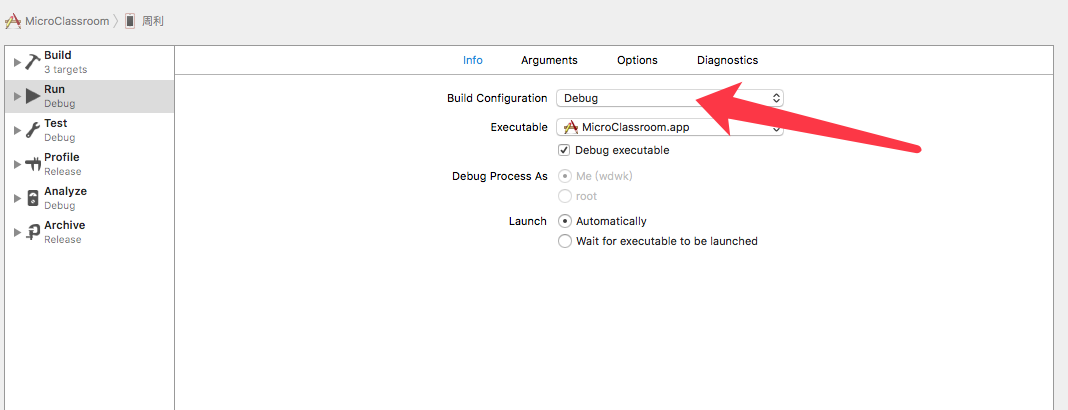 MicroClassroom 〉 周利
Build
3 targets
Run
Debug
Test
Debug
Profile
Release
Analyze
Debug
Archive
Release
Info Arguments Options Diagnostics
Build Configuration Debug
Executable MicroClassroom.app
Debug executable
Debug Process As Me (wdwk)
root
Launch Automatically
Wait for executable to be launched